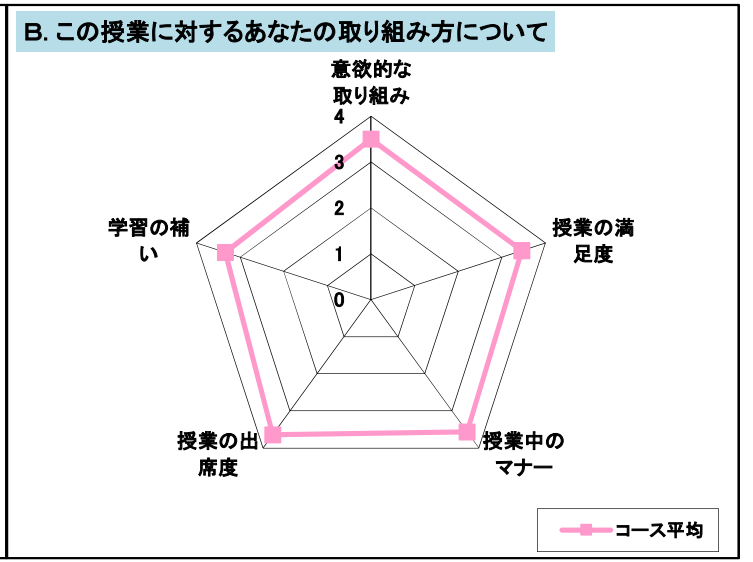 B. この授業に対するあなたの取り組み方について
意欲的な
取り組み
4
3
2
1
0
学習の補
い
授業の満
足度
授業の出
席度
授業中の
マナー
コース平均